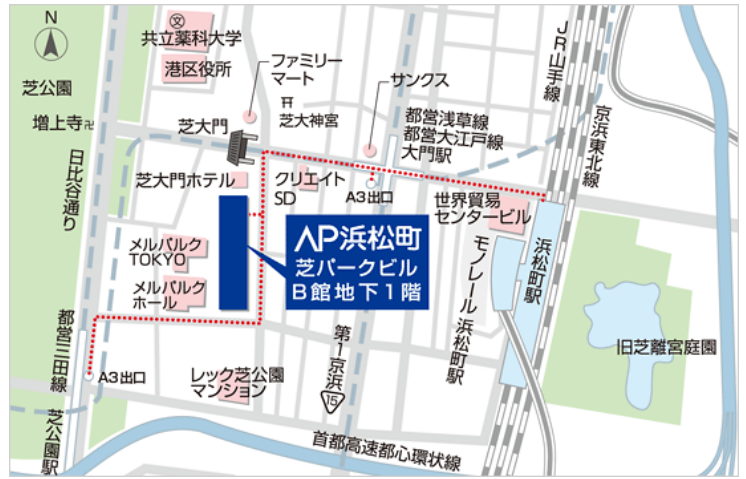 N
共立薬科大学
港区役所
芝公園
増上寺卍
日比谷通り
ファミリー
マート
サンクス
芝大神宮
芝大門
都営浅草線
都営大江戸線
大門駅
JR山手線
京浜東北線
芝大門ホテル
クリエイト
SD
A3出口
世界貿易
センタービル
AP浜松町
芝パークビル
B館地下1階
メルパルク
TOKYO
メルパルク
ホール
モノレール 浜松町駅
浜松町駅
旧芝離宮庭園
都営三田線 芝公園駅
A3出口
レック芝公園
マンション
第1京浜
15
首都高速都心環状線